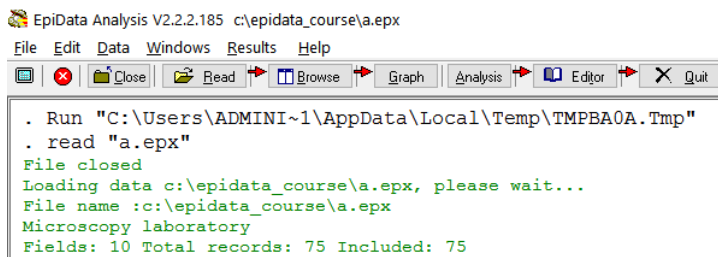 EpiData Analysis V2.2.2.185 c:\epidata_course\a.epx
File Edit Data Windows Results Help
Close Read Browse Graph Analysis Editor Quit
. Run "C:\Users\ADMINI~1\AppData\Local\Temp\TMPBA0A.Tmp"
. read "a.epx"
File closed
Loading data c:\epidata_course\a.epx, please wait...
File name :c:\epidata_course\a.epx
Microscopy laboratory
Fields: 10 Total records: 75 Included: 75